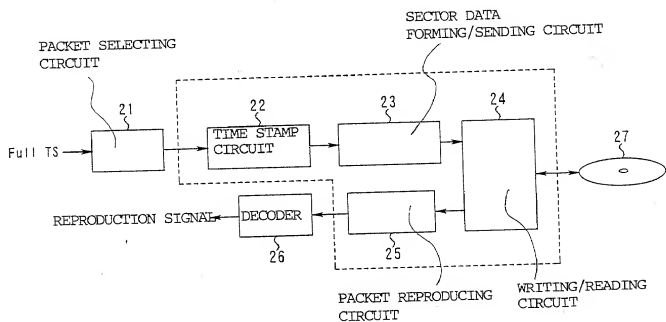 SECTOR DATA
FORMING/SENDING CIRCUIT
PACKET SELECTING
CIRCUIT
21
22
23
24
27
Full TS
TIME STAMP
CIRCUIT
REPRODUCTION SIGNAL
DECODER
26
25
PACKET REPRODUCING
CIRCUIT
WRITING/READING
CIRCUIT